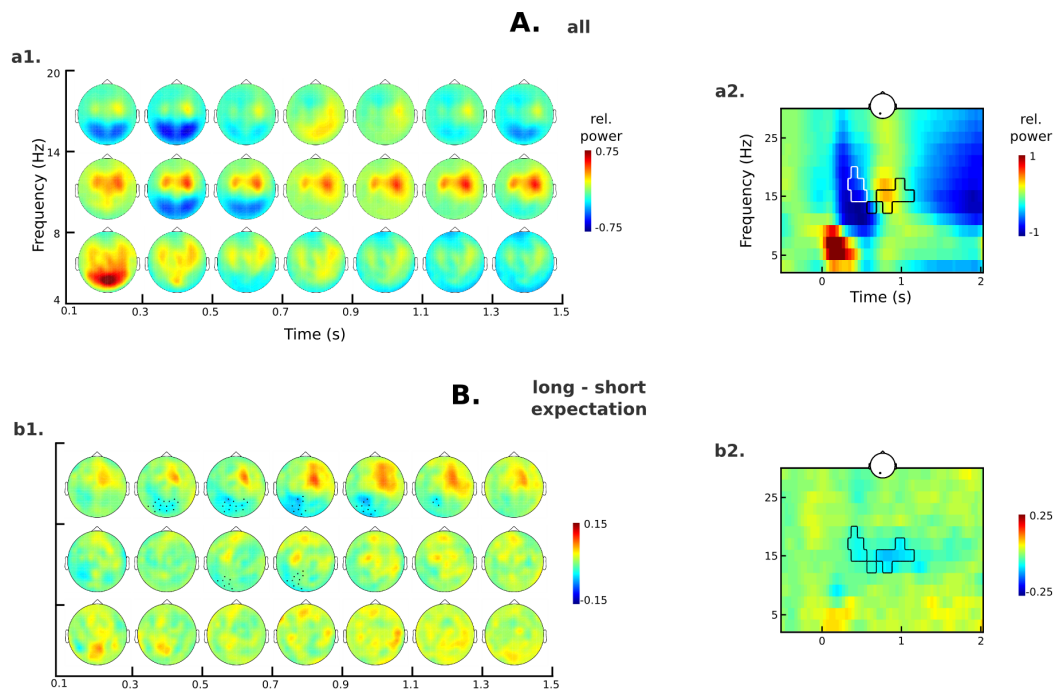 A. all
a1.
20
14
8
4
Frequency (Hz)
0.1 0.3 0.5 0.7 0.9 1.1 1.3 1.5
Time (s)
rel.
power
0.75
-0.75
a2.
25
15
5
Frequency (Hz)
0 1 2
Time (s)
rel.
power
1
-1
B. long - short
expectation
b1.
0.1 0.3 0.5 0.7 0.9 1.1 1.3 1.5
0.15
-0.15
b2.
25
15
5
0 1 2
0.25
-0.25